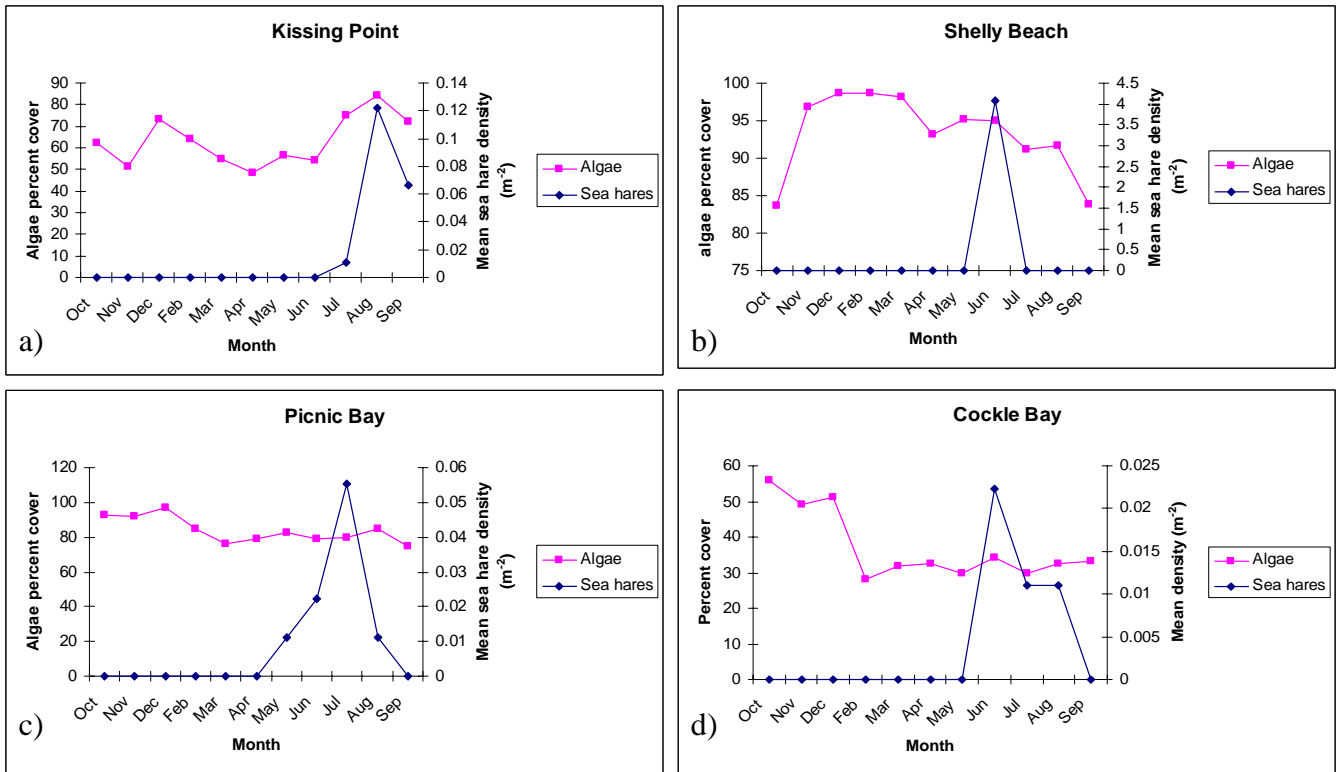 Kissing Point
Algae percent cover
90
80
70
60
50
40
30
20
10
0
0.14
0.12
0.1
0.08
0.06
0.04
0.02
0
Mean sea hare density
(m⁻²)
Oct
Nov
Dec
Feb
Mar
Apr
May
Jun
Jul
Aug
Sep
Month
Algae
Sea hares
a)
Shelly Beach
algae percent cover
100
95
90
85
80
75
4.5
4
3.5
3
2.5
2
1.5
1
0.5
0
Mean sea hare density
(m⁻²)
Oct
Nov
Dec
Feb
Mar
Apr
May
Jun
Jul
Aug
Sep
Month
Algae
Sea hares
b)
Picnic Bay
Algae percent cover
120
100
80
60
40
20
0
0.06
0.05
0.04
0.03
0.02
0.01
0
Mean sea hare density
(m⁻²)
Oct
Nov
Dec
Feb
Mar
Apr
May
Jun
Jul
Aug
Sep
Month
Algae
Sea hares
c)
Cockle Bay
Percent cover
60
50
40
30
20
10
0
0.025
0.02
0.015
0.01
0.005
0
Mean density (m⁻²)
Oct
Nov
Dec
Feb
Mar
Apr
May
Jun
Jul
Aug
Sep
Month
Algae
Sea hares
d)